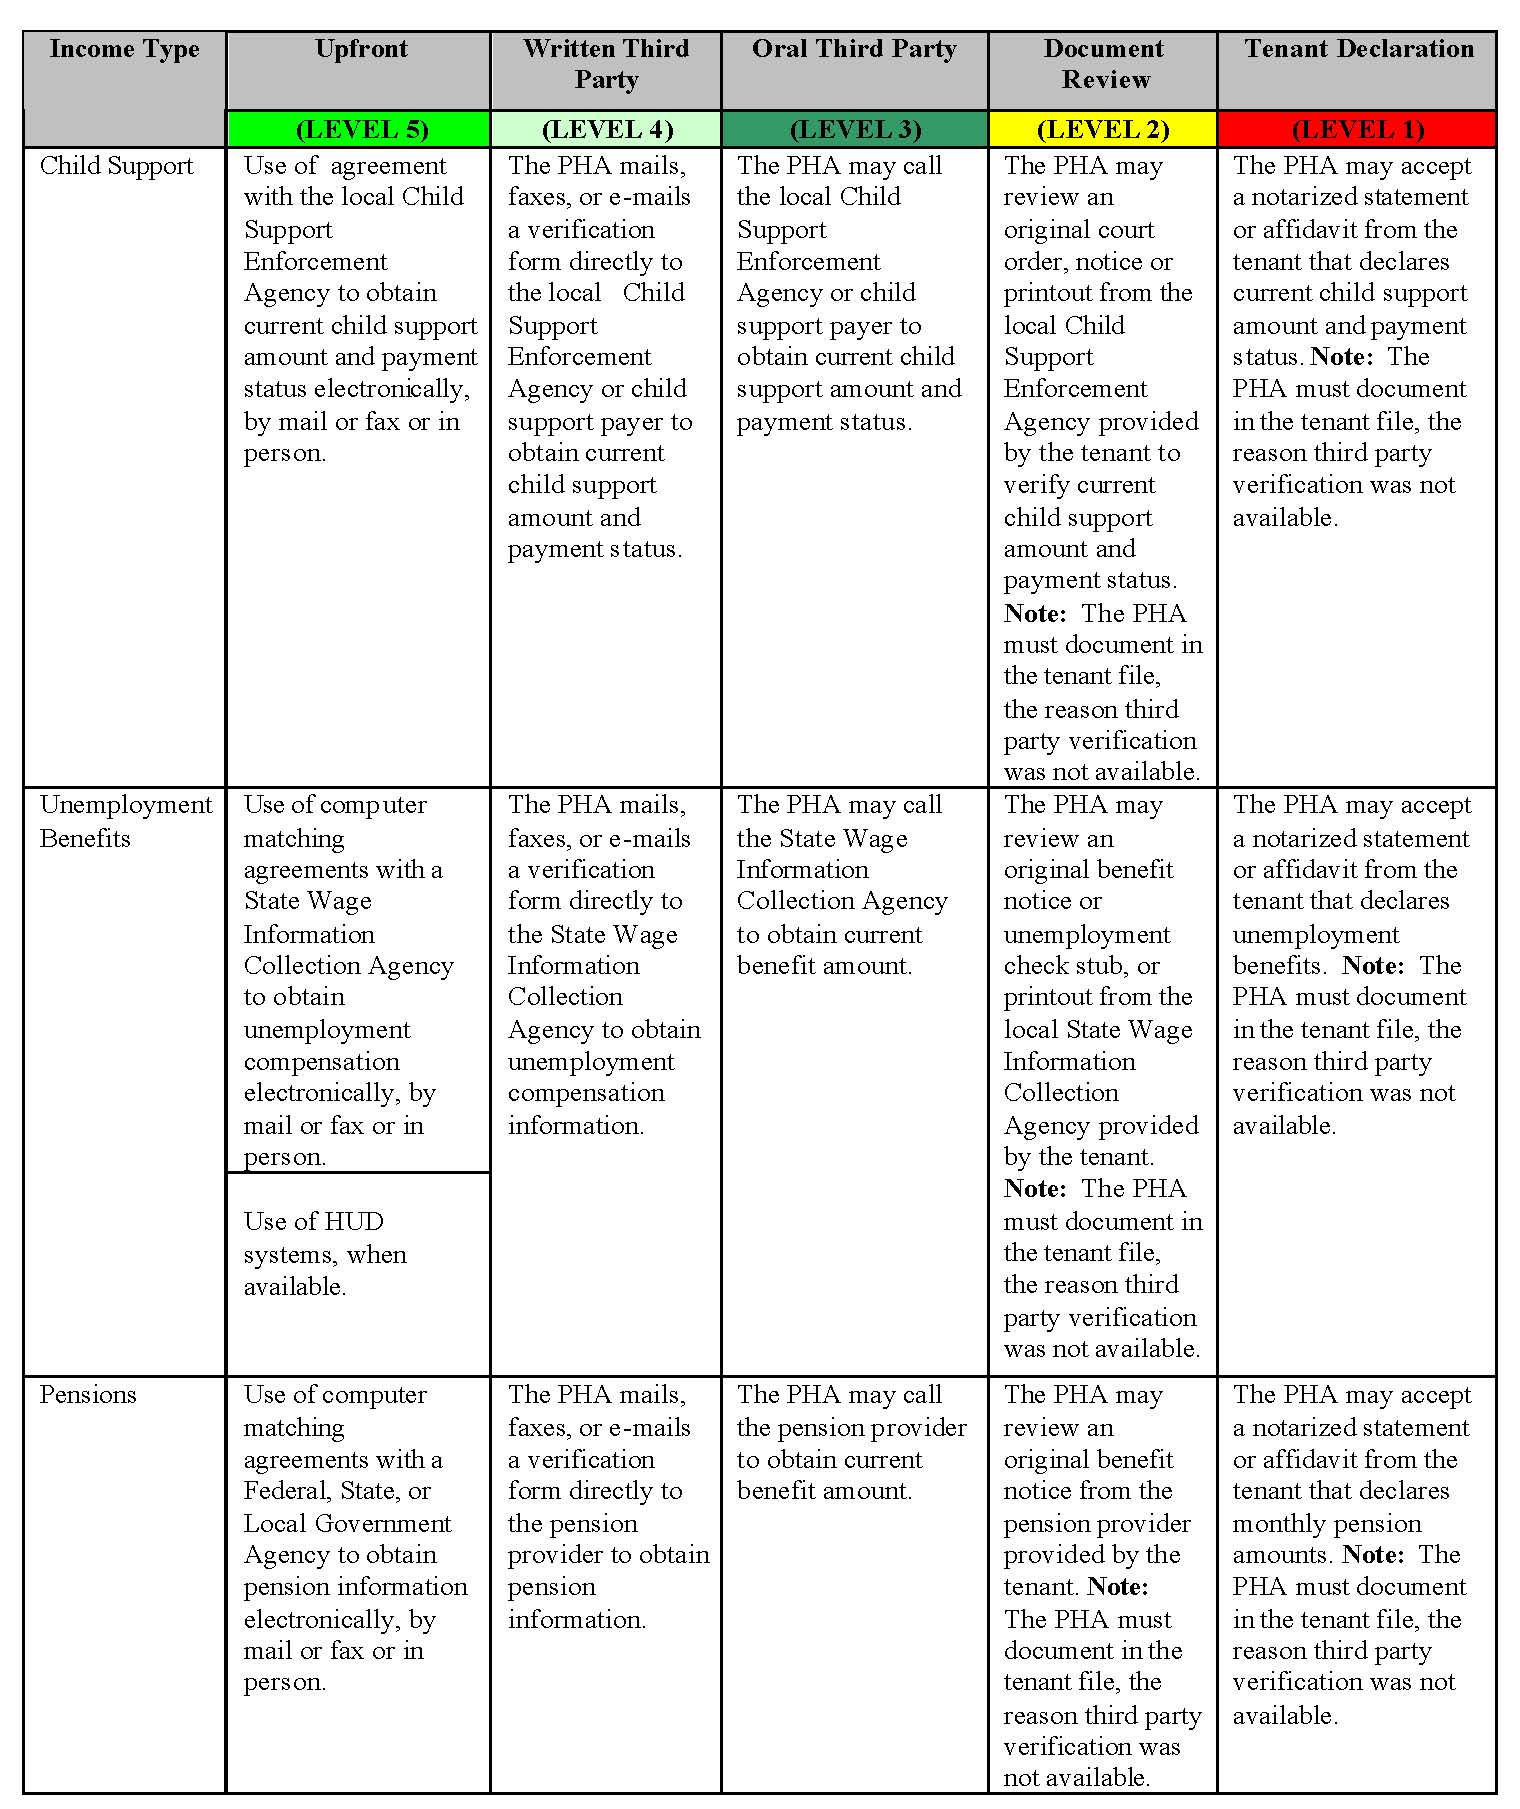 Income Type
Upfront
Written Third
Party
Oral Third Party
Document
Review
Tenant Declaration
(LEVEL 5)
(LEVEL 4)
(LEVEL 3)
(LEVEL 2)
(LEVEL 1)
Child Support
Use of agreement
with the local Child
Support
Enforcement
Agency to obtain
current child support
amount and payment
status electronically,
by mail or fax or in
person.
The PHA mails,
faxes, or e-mails
a verification
form directly to
the local Child
Support
Enforcement
Agency or child
support payer to
obtain current
child support
amount and
payment status.
The PHA may call
the local Child
Support
Enforcement
Agency or child
support payer to
obtain current child
support amount and
payment status.
The PHA may
review an
original court
order, notice or
printout from the
local Child
Support
Enforcement
Agency provided
by the tenant to
verify current
child support
amount and
payment status.
Note: The PHA
must document in
the tenant file,
the reason third
party verification
was not available.
The PHA may accept
a notarized statement
or affidavit from the
tenant that declares
current child support
amount and payment
status. Note: The
PHA must document
in the tenant file, the
reason third party
verification was not
available.
Unemployment
Benefits
Use of computer
matching
agreements with a
State Wage
Information
Collection Agency
to obtain
unemployment
compensation
electronically, by
mail or fax or in
person.
Use of HUD
systems, when
available.
The PHA mails,
faxes, or e-mails
a verification
form directly to
the State Wage
Information
Collection
Agency to obtain
unemployment
compensation
information.
The PHA may call
the State Wage
Information
Collection Agency
to obtain current
benefit amount.
The PHA may
review an
original benefit
notice or
unemployment
check stub, or
printout from the
local State Wage
Information
Collection
Agency provided
by the tenant.
Note: The PHA
must document in
the tenant file,
the reason third
party verification
was not available.
The PHA may accept
a notarized statement
or affidavit from the
tenant that declares
unemployment
benefits. Note: The
PHA must document
in the tenant file, the
reason third party
verification was not
available.
Pensions
Use of computer
matching
agreements with a
Federal, State, or
Local Government
Agency to obtain
pension information
electronically, by
mail or fax or in
person.
The PHA mails,
faxes, or e-mails
a verification
form directly to
the pension
provider to obtain
pension
information.
The PHA may call
the pension provider
to obtain current
benefit amount.
The PHA may
review an
original benefit
notice from the
pension provider
provided by the
tenant. Note:
The PHA must
document in the
tenant file, the
reason third party
verification was
not available.
The PHA may accept
a notarized statement
or affidavit from the
tenant that declares
monthly pension
amounts. Note: The
PHA must document
in the tenant file, the
reason third party
verification was not
available.